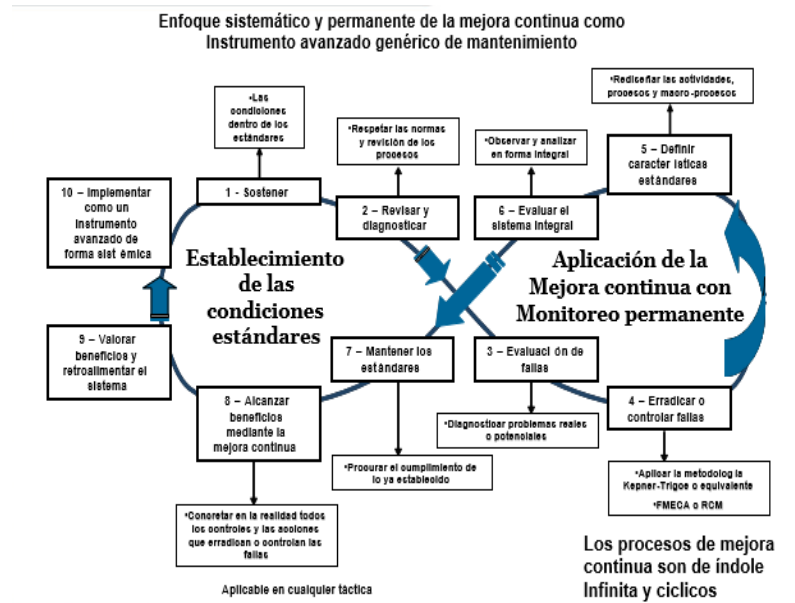 Enfoque sistemático y permanente de la mejora continua como
Instrumento avanzado genérico de mantenimiento
•Las
condiciones
dentro de los
estándares
•Respetar las normas
y revisión de los
procesos
•Observar y analizar
en forma integral
•Rediseñar las actividades,
procesos y macro-procesos
10 – Implementar
como un
instrumento
avanzado de
forma sist émica
1 - Sostener
2 – Revisar y
diagnosticar
6 – Evaluar el
sistema integral
5 – Definir
caracter ísticas
estándares
Establecimiento
de las
condiciones
estándares
Aplicación de la
Mejora continua con
Monitoreo permanente
9 – Valorar
beneficios y
retroalimentar el
sistema
7 – Mantener los
estándares
3 – Evaluaci ón de
fallas
8 – Alcanzar
beneficios
mediante la
mejora continua
4 – Erradicar o
controlar fallas
•Diagnosticar problemas reales
o potenciales
•Procurar el cumplimiento de
lo ya establecido
•Aplicar la metodolog ía
Kepner-Trigoe o equivalente
•FMECA o RCM
•Concretar en la realidad todos
los controles y las acciones
que erradican o controlan las
fallas
Los procesos de mejora
continua son de índole
Infinita y ciclicos
Aplicable en cualquier táctica